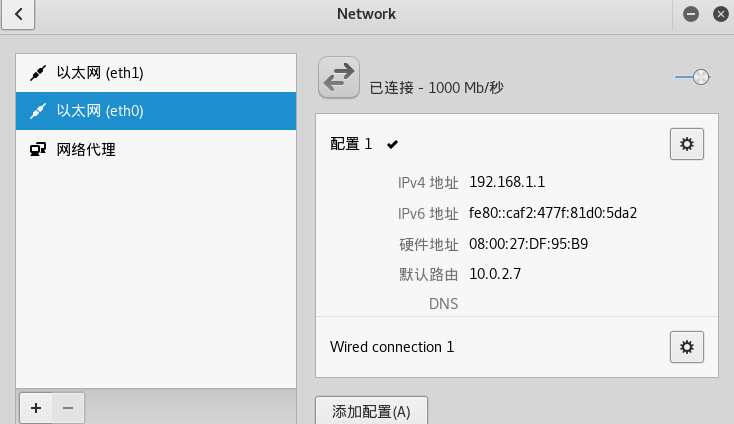 Network
以太网 (eth1)
以太网 (eth0)
网络代理
已连接 - 1000 Mb/秒
配置 1
IPv4 地址 192.168.1.1
IPv6 地址 fe80::caf2:477f:81d0:5da2
硬件地址 08:00:27:DF:95:B9
默认路由 10.0.2.7
DNS
Wired connection 1
添加配置(A)